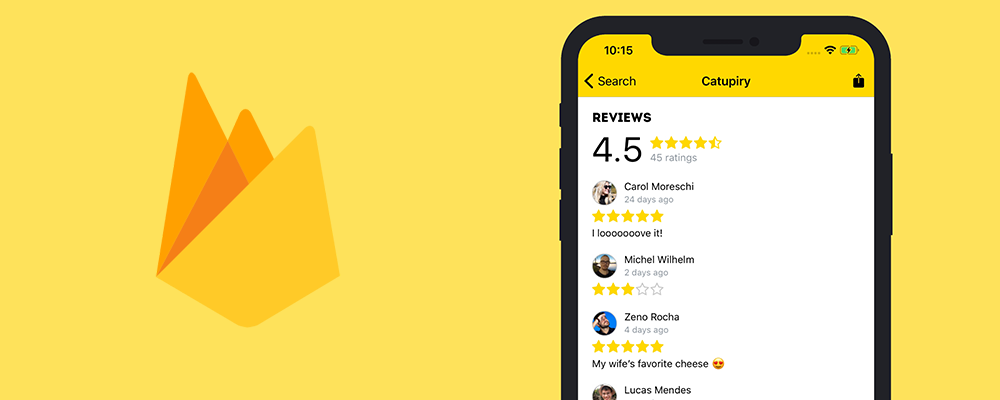 10:15
Search Catupiry
REVIEWS
4.5
45 ratings
Carol Moreschi
24 days ago
I looooooove it!
Michel Wilhelm
2 days ago
Zeno Rocha
4 days ago
My wife's favorite cheese 😍
Lucas Mendes